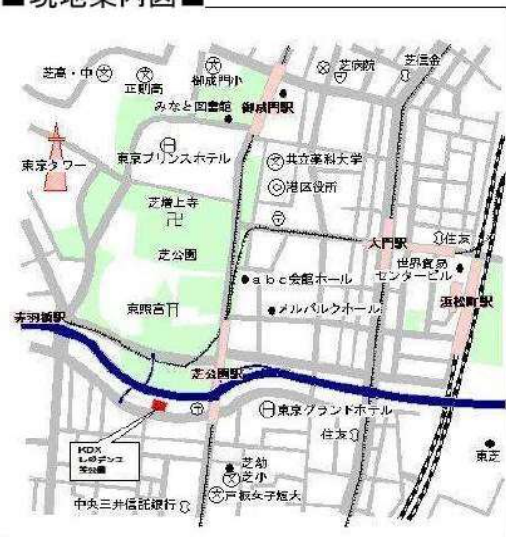 ■現地案内図■
芝高・中
正則高
御成門小
芝病院
芝信金
みなと図書館
御成門駅
東京タワー
東京プリンスホテル
共立薬科大学
港区役所
芝増上寺
卍
〒
大門駅
住友
芝公園
世界貿易
センタービル
abc会館ホール
浜松町駅
東照宮
メルパルクホール
赤羽橋駅
芝公園駅
〒
東京グランドホテル
住友
KDX
レジデンス
芝公園
芝幼
芝小
東芝
戸板女子短大
中央三井信託銀行